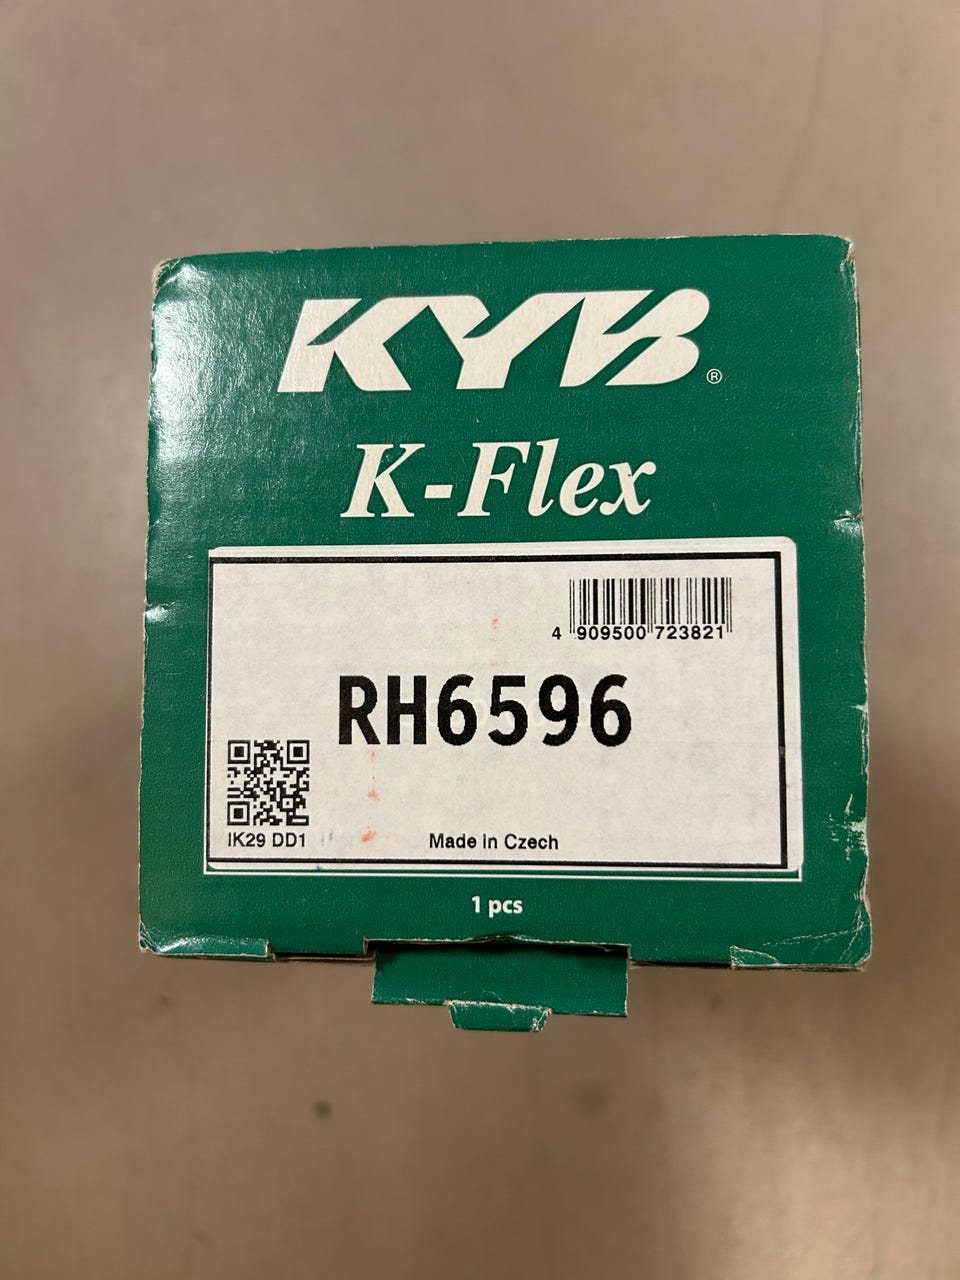 KYB®
K-Flex
4 909500 723821
RH6596
IK29 DD1
Made in Czech
1 pcs